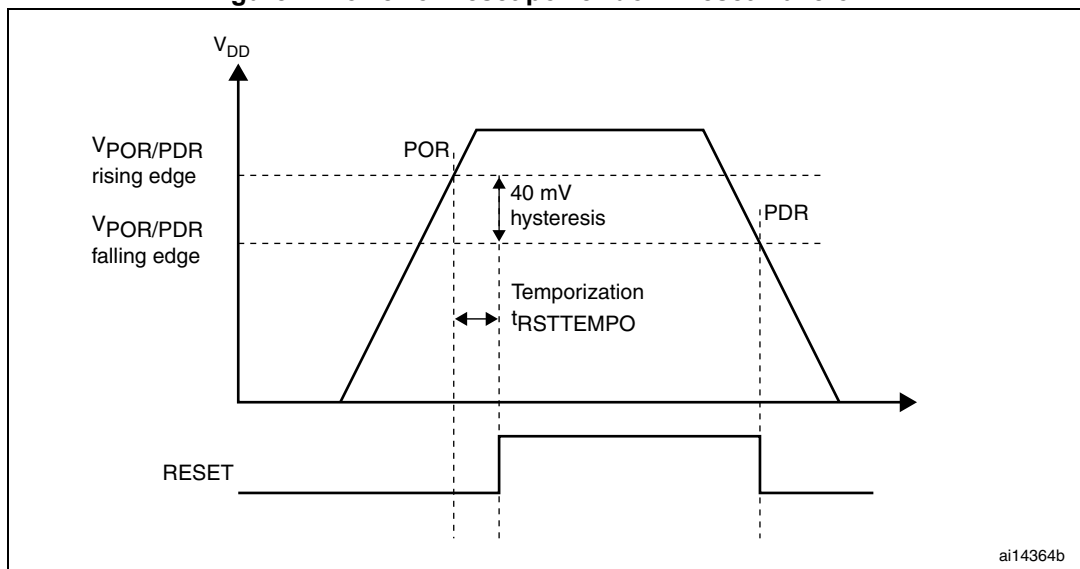 VDD
VPOR/PDR
rising edge
POR
40 mV
hysteresis
VPOR/PDR
falling edge
PDR
Temporization
tRSTTEMPO
RESET
ai14364b